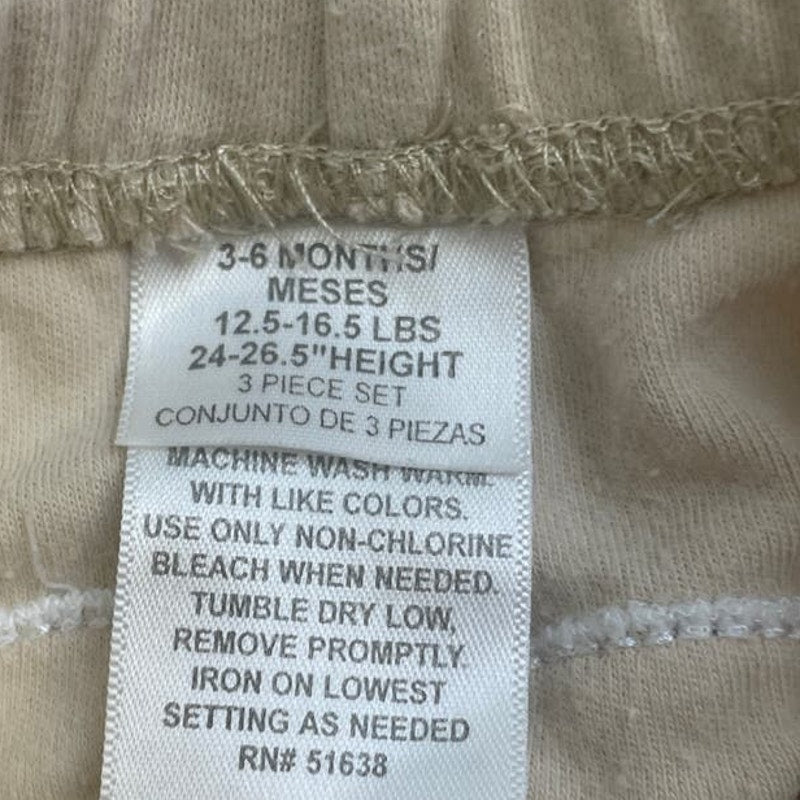 3-6 MONTHS/
MESES
12.5-16.5 LBS
24-26.5"HEIGHT
3 PIECE SET
CONJUNTO DE 3 PIEZAS
MACHINE WASH WARM.
WITH LIKE COLORS.
USE ONLY NON-CHLORINE
BLEACH WHEN NEEDED.
TUMBLE DRY LOW,
REMOVE PROMPTLY.
IRON ON LOWEST
SETTING AS NEEDED
RN# 51638